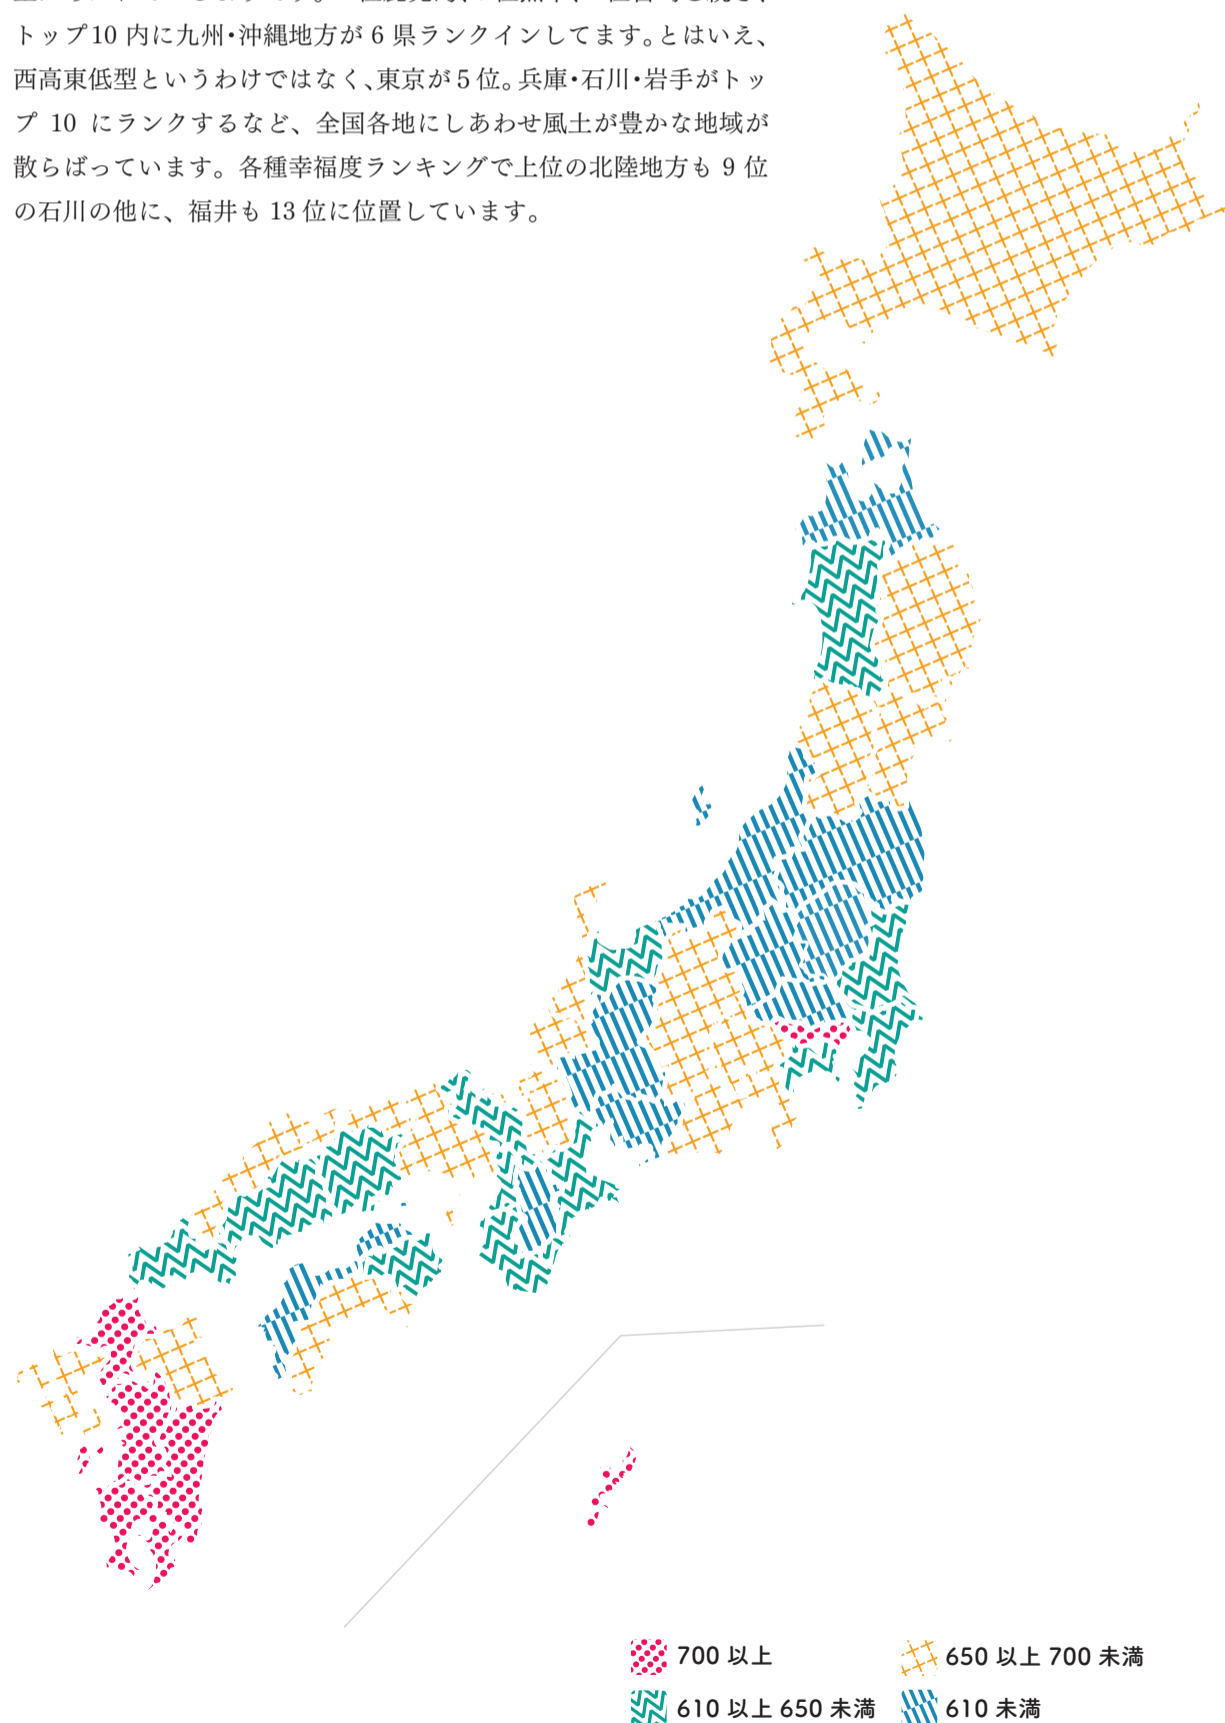 トップ10 内に九州・沖縄地方が 6 県ランクインしてます。とはいえ、
西高東低型というわけではなく、東京が5位。兵庫・石川・岩手がトッ
プ 10 にランクするなど、全国各地にしあわせ風土が豊かな地域が
散らばっています。各種幸福度ランキングで上位の北陸地方も 9 位
の石川の他に、福井も 13 位に位置しています。
700 以上
650 以上 700 未満
610 以上 650 未満
610 未満